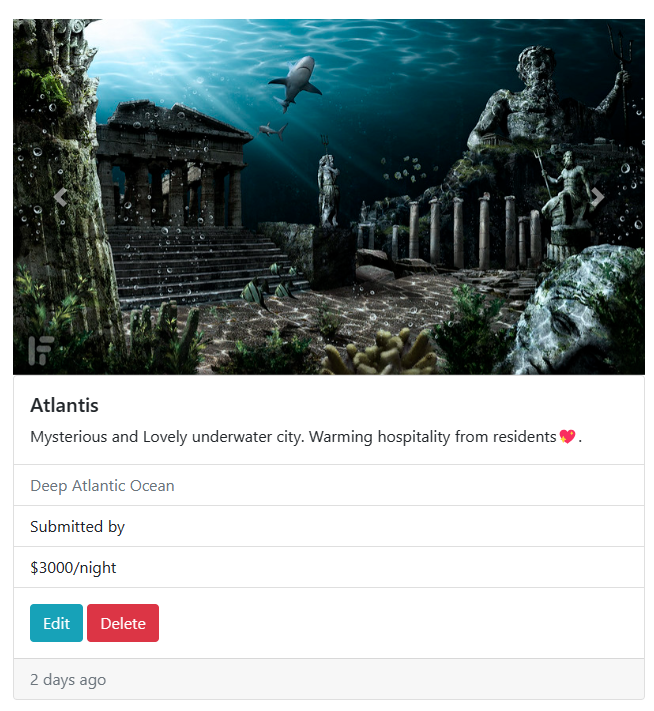 Atlantis
Mysterious and Lovely underwater city. Warming hospitality from residents💖.
Deep Atlantic Ocean
Submitted by
$3000/night
Edit Delete
2 days ago